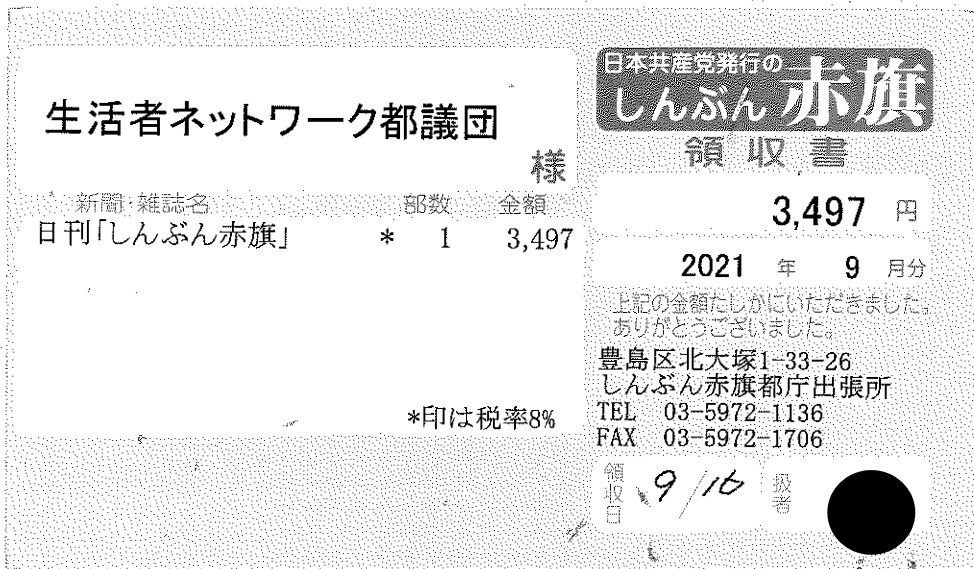 生活者ネットワーク都議団
様
新聞・雑誌名 部数 金額
日刊「しんぶん赤旗」 * 1 3,497
*印は税率8%
日本共産党発行の
しんぶん赤旗
領収書
3,497 円
2021 年 9 月分
上記の金額たしかにいただきました。
ありがとうございました。
豊島区北大塚1-33-26
しんぶん赤旗都庁出張所
TEL 03-5972-1136
FAX 03-5972-1706
領収日 9/16 扱者